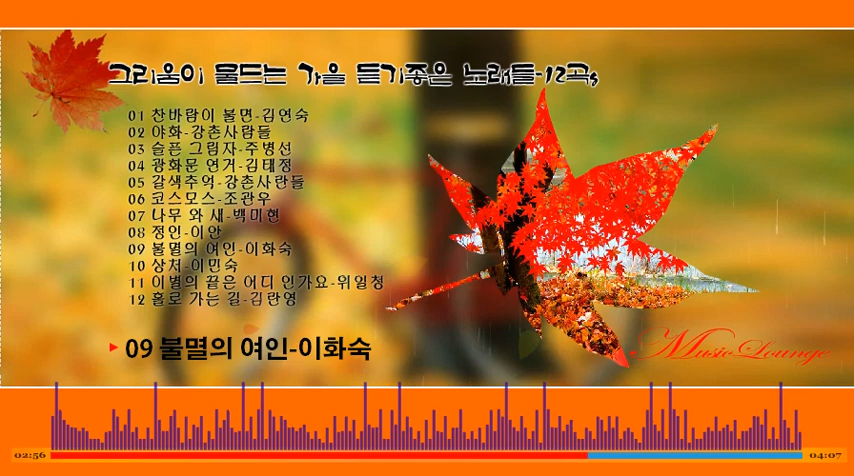 그리움이 물드는 가을 듣기좋은 노래들-12곡s
01 찬바람이 불면-김연숙
02 야화-강촌사람들
03 슬픈 그림자-주병선
04 광화문 연거-김태정
05 갈색추억-강촌사람들
06 코스모스-조관우
07 나무 와 새-백미현
08 정인-이안
09 불멸의 여인-이화숙
10 상처-이민숙
11 이별의 끝은 어디 인가요-위일청
12 홀로 가는 길-김란영
09 불멸의 여인-이화숙
Music Lounge
02:56
04:07